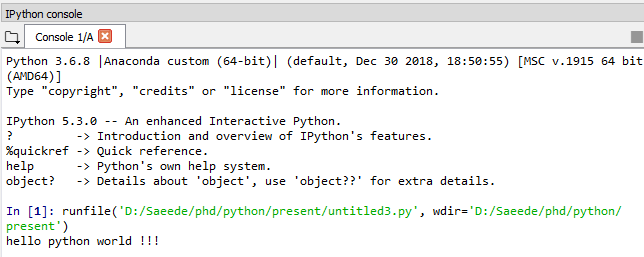 IPython console
Console 1/A
Python 3.6.8 |Anaconda custom (64-bit)| (default, Dec 30 2018, 18:50:55) [MSC v.1915 64 bit
(AMD64)]
Type "copyright", "credits" or "license" for more information.
IPython 5.3.0 -- An enhanced Interactive Python.
? -> Introduction and overview of IPython's features.
%quickref -> Quick reference.
help -> Python's own help system.
object? -> Details about 'object', use 'object??' for extra details.
In [1]: runfile('D:/Saeede/phd/python/present/untitled3.py', wdir='D:/Saeede/phd/python/
present')
hello python world !!!